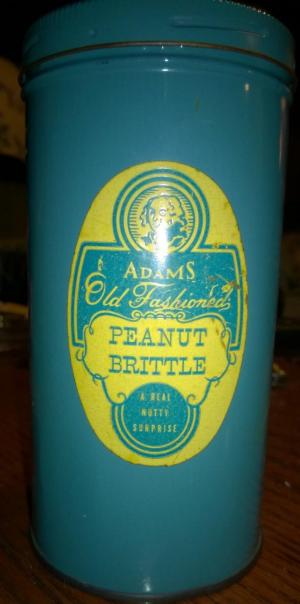 ADAMS
Old Fashioned
PEANUT
BRITTLE
A REAL
NUTTY
SURPRISE